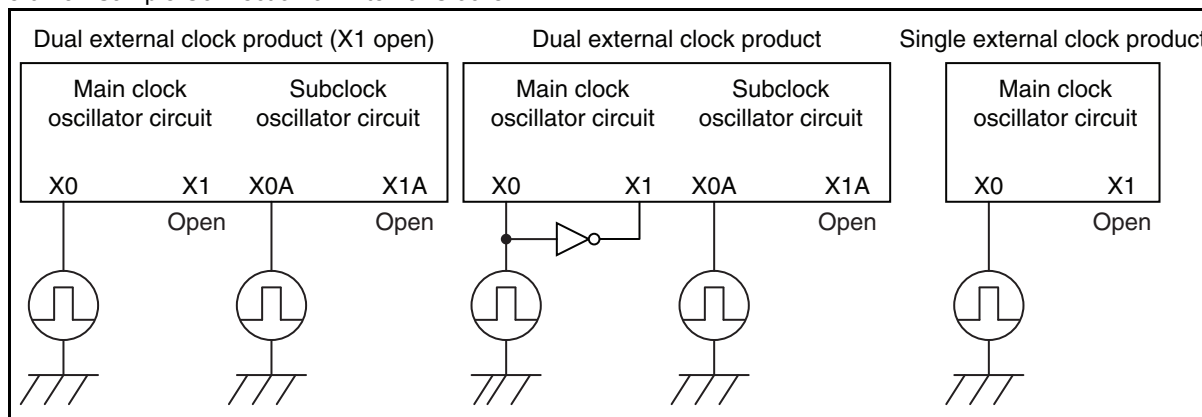 Dual external clock product (X1 open)
Dual external clock product
Single external clock product
Main clock
oscillator circuit
Subclock
oscillator circuit
X0
X1
X0A
X1A
Open
Open
Main clock
oscillator circuit
Subclock
oscillator circuit
X0
X1
X0A
X1A
Open
Main clock
oscillator circuit
X0
X1
Open